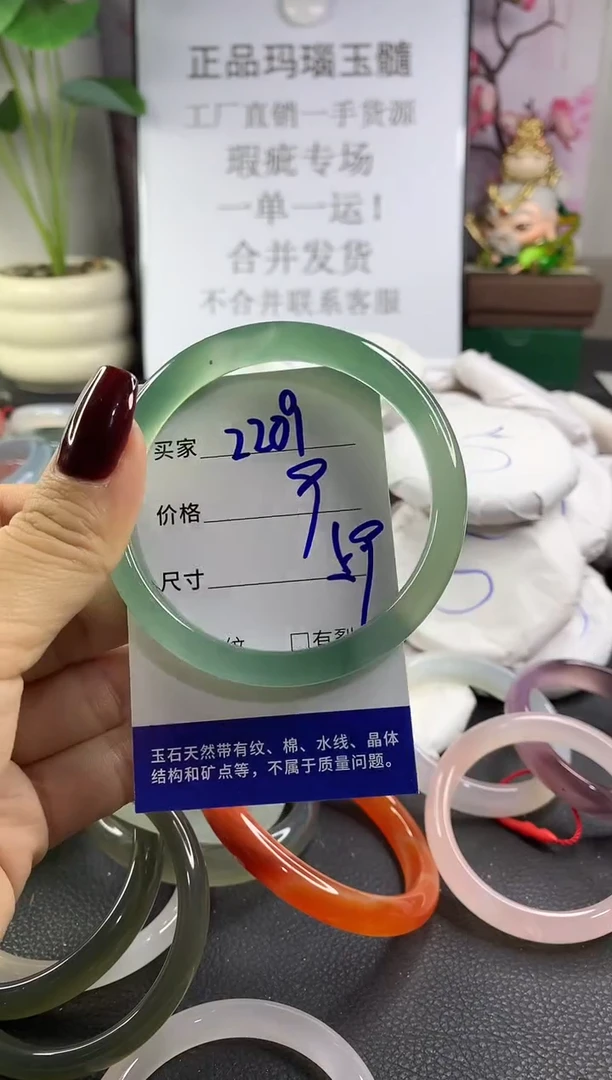 正品玛瑙玉髓
工厂直销一手货源
瑕疵专场
一单一运！
合并发货
不合并联系客服
买家 2209
价格 9
尺寸 59
纹 □有裂
玉石天然带有纹、棉、水线、晶体
结构和矿点等，不属于质量问题。